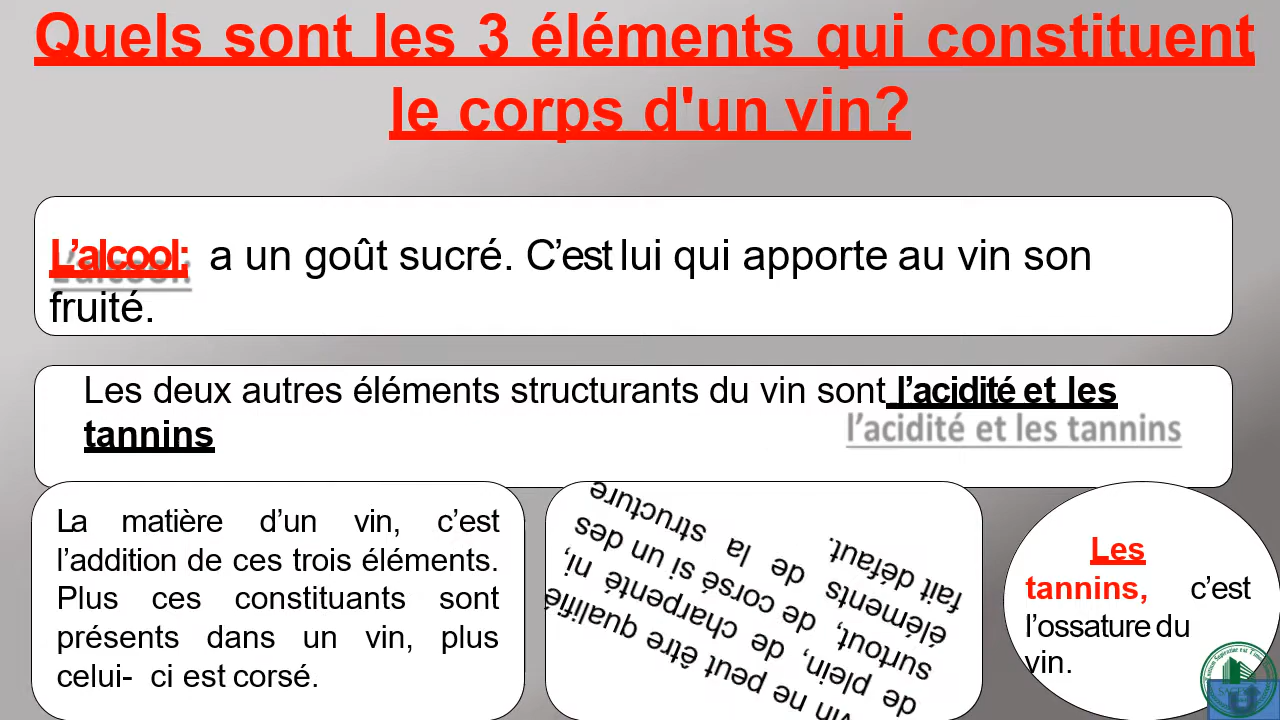 Quels sont les 3 éléments qui constituent
le corps d'un vin?
L'alcool: a un goût sucré. C'est lui qui apporte au vin son
fruité.
Les deux autres éléments structurants du vin sont l'acidité et les
tannins
l'acidité et les tannins
La matière d'un vin, c'est
l'addition de ces trois éléments.
Plus ces constituants sont
présents dans un vin, plus
celui- ci est corsé.
vin ne peut être qualifié
de plein, de charpenté ni,
surtout, de corsé si un des
éléments de la structure
fait défaut.
Les
tannins, c'est
l'ossature du
vin.